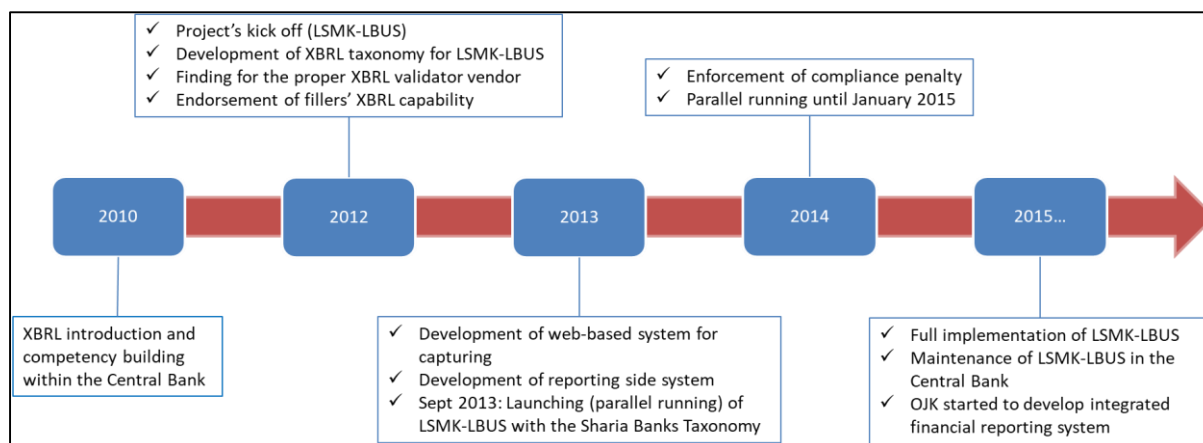 ✓ Project's kick off (LSMK-LBUS)
✓ Development of XBRL taxonomy for LSMK-LBUS
✓ Finding for the proper XBRL validator vendor
✓ Endorsement of fillers' XBRL capability
✓ Enforcement of compliance penalty
✓ Parallel running until January 2015
2010
2012
2013
2014
2015...
XBRL introduction and
competency building
within the Central Bank
✓ Development of web-based system for
capturing
✓ Development of reporting side system
✓ Sept 2013: Launching (parallel running) of
LSMK-LBUS with the Sharia Banks Taxonomy
✓ Full implementation of LSMK-LBUS
✓ Maintenance of LSMK-LBUS in the
Central Bank
✓ OJK started to develop integrated
financial reporting system